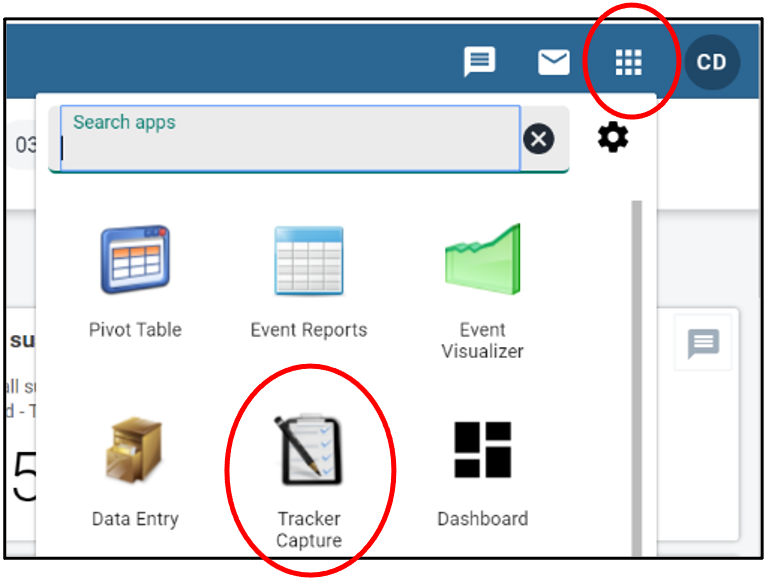 CD
Search apps
03
Pivot Table
Event Reports
Event
Visualizer
su
all su
d - T
5
Data Entry
Tracker
Capture
Dashboard